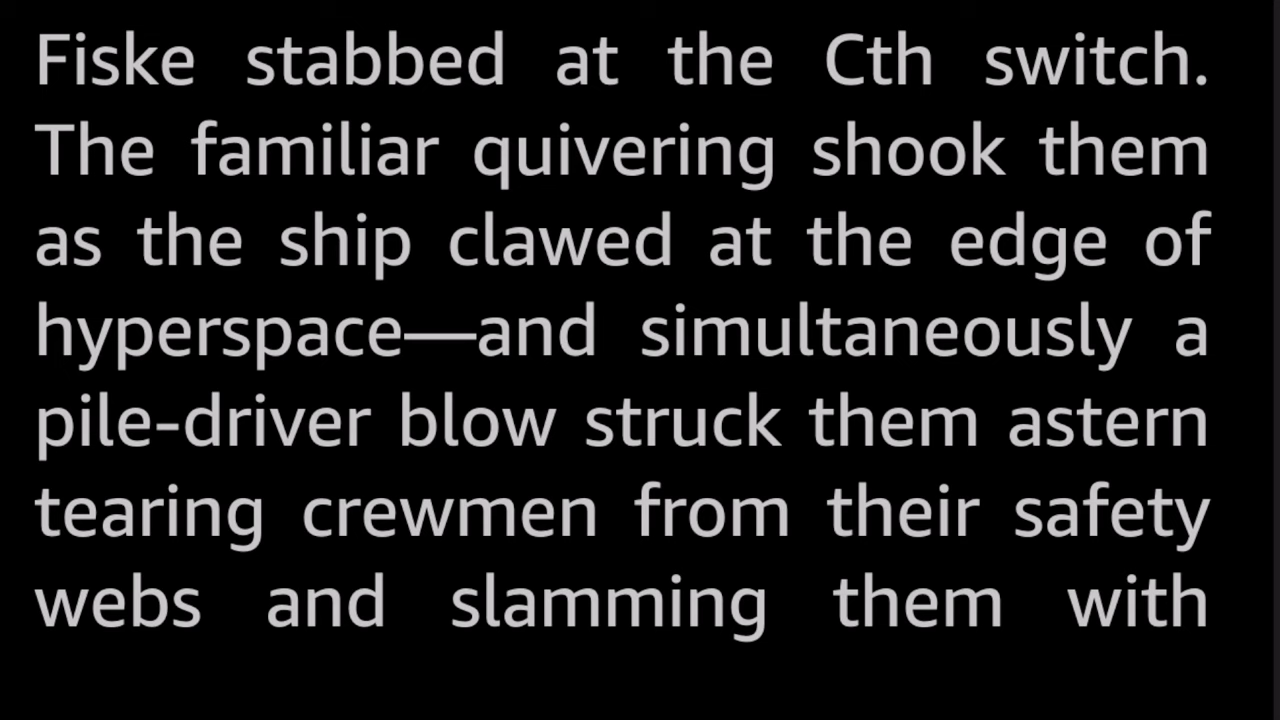 Fiske stabbed at the Cth switch.
The familiar quivering shook them
as the ship clawed at the edge of
hyperspace—and simultaneously a
pile-driver blow struck them astern
tearing crewmen from their safety
webs and slamming them with